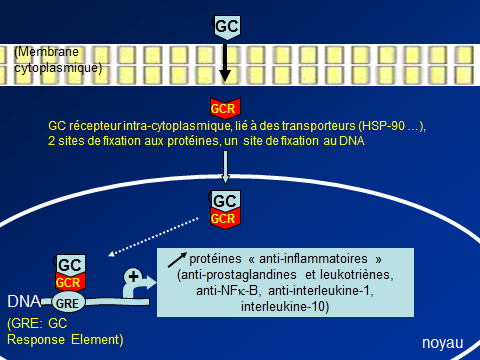 GC
(Membrane
cytoplasmique)
GCR
GC récepteur intra-cytoplasmique, lié à des transporteurs (HSP-90 …),
2 sites de fixation aux protéines, un site de fixation au DNA
GC
GCR
GC
GCR
+
protéines « anti-inflammatoires »
(anti-prostaglandines et leukotriènes,
anti-NFκ-B, anti-interleukine-1,
interleukine-10)
DNA
GRE
(GRE: GC
Response Element)
noyau